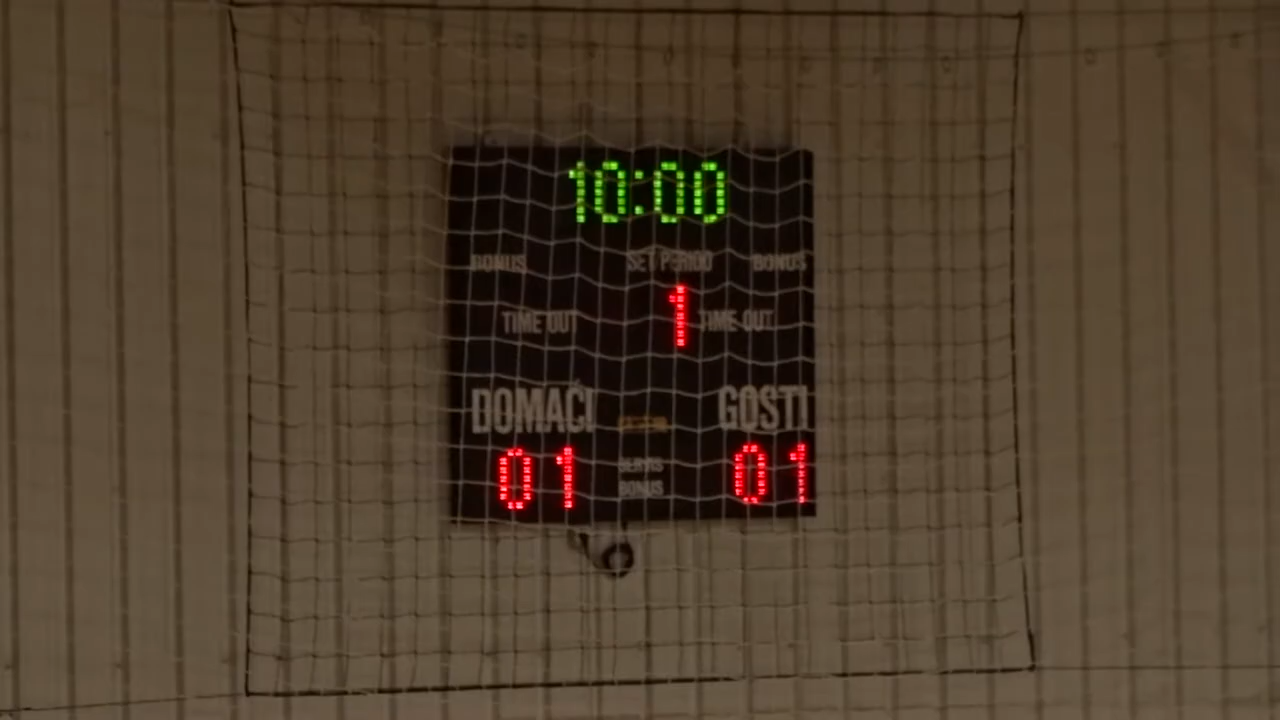 10:00
BONUS SET PERIOD BONUS
1
TIME OUT TIME OUT
DOMAĆI GOSTI
01 SERVIS 01
BONUS